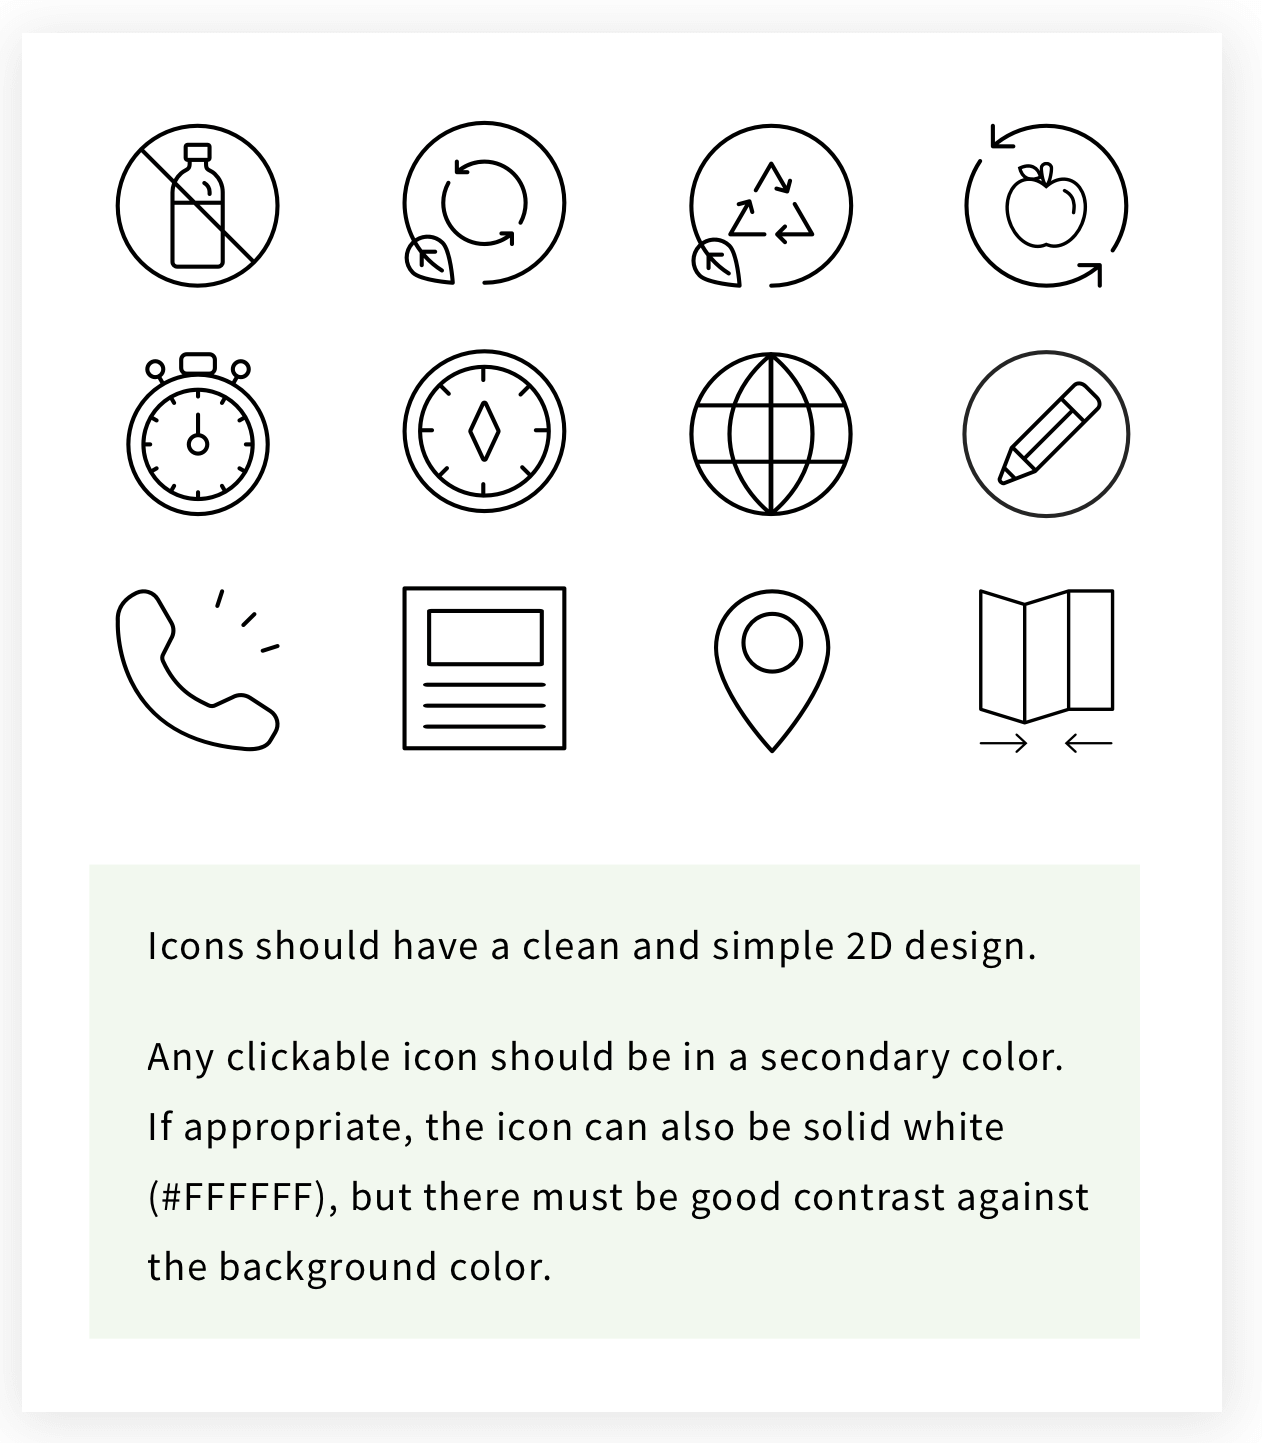 Icons should have a clean and simple 2D design.
Any clickable icon should be in a secondary color.
If appropriate, the icon can also be solid white
(#FFFFFF), but there must be good contrast against
the background color.